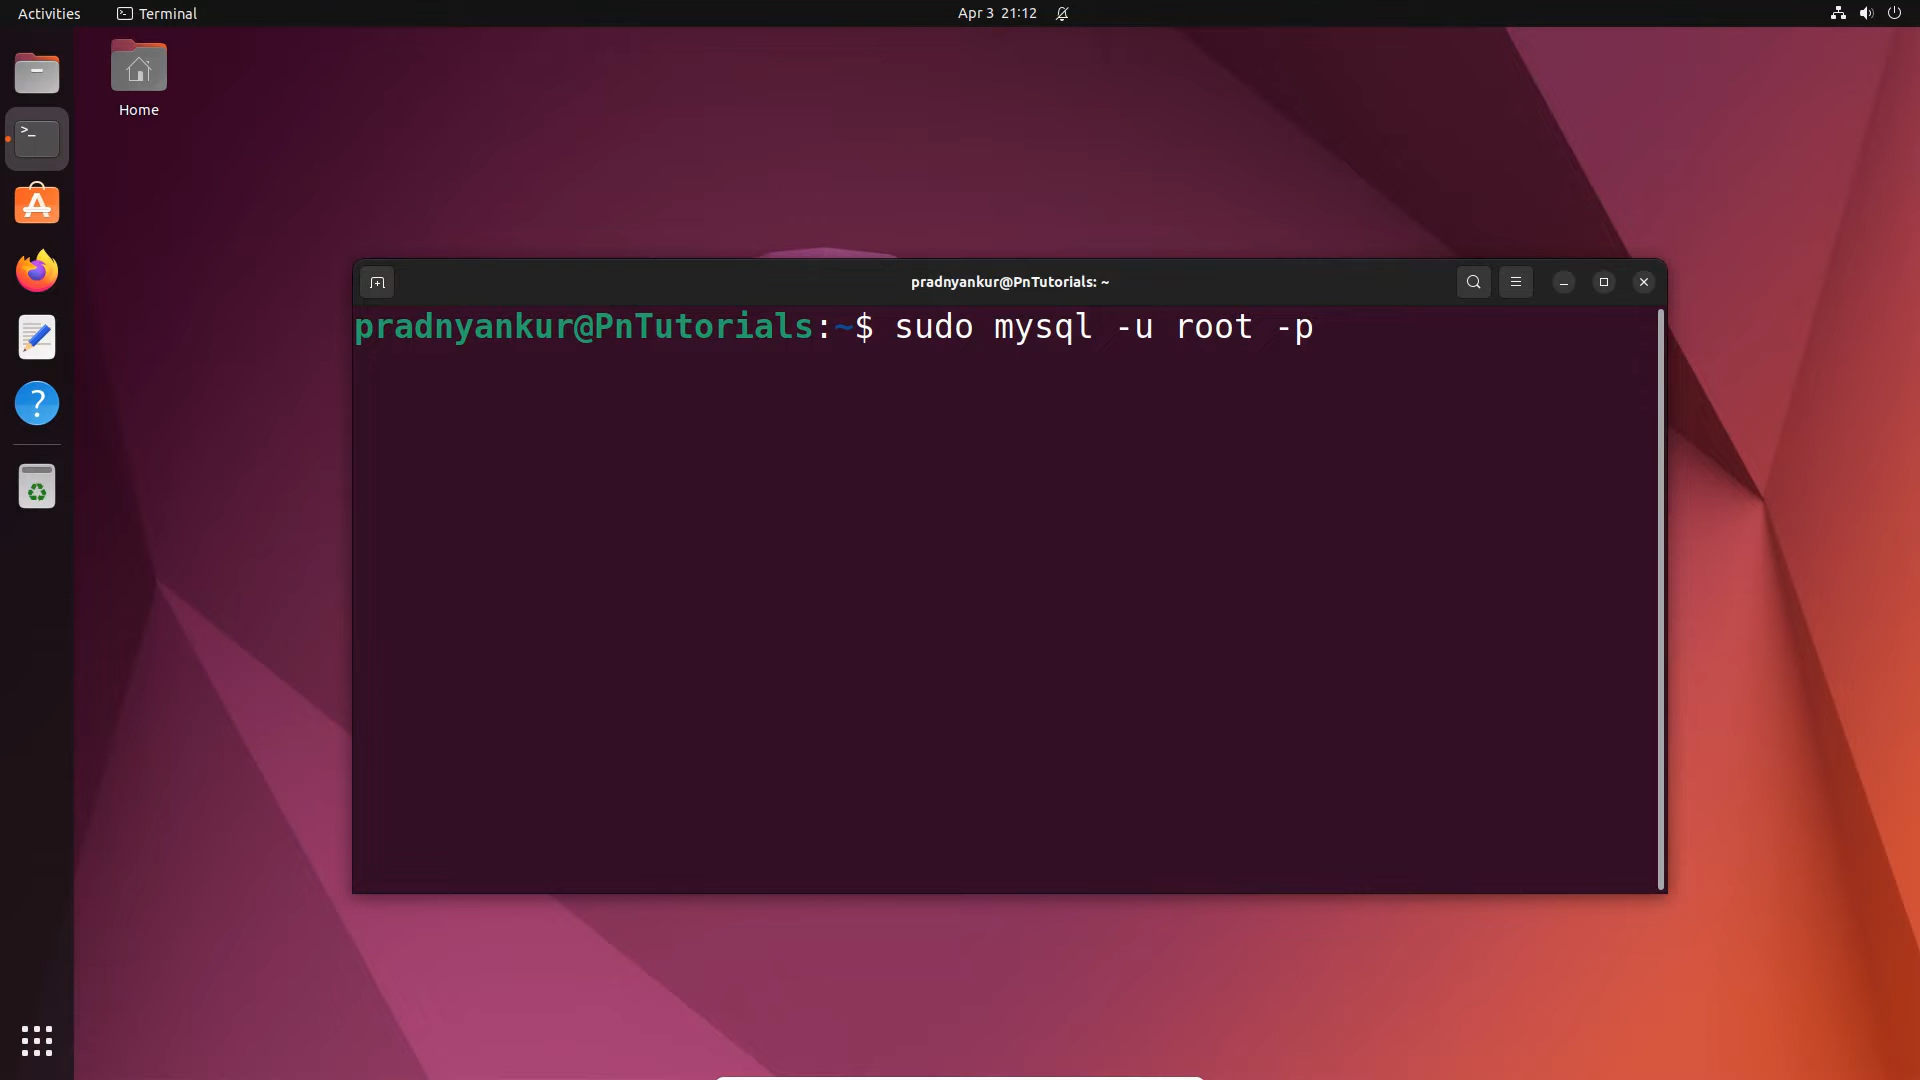 Activities
Terminal
Apr 3 21:12
Home
pradnyankur@PnTutorials: ~
pradnyankur@PnTutorials:~$ sudo mysql -u root -p